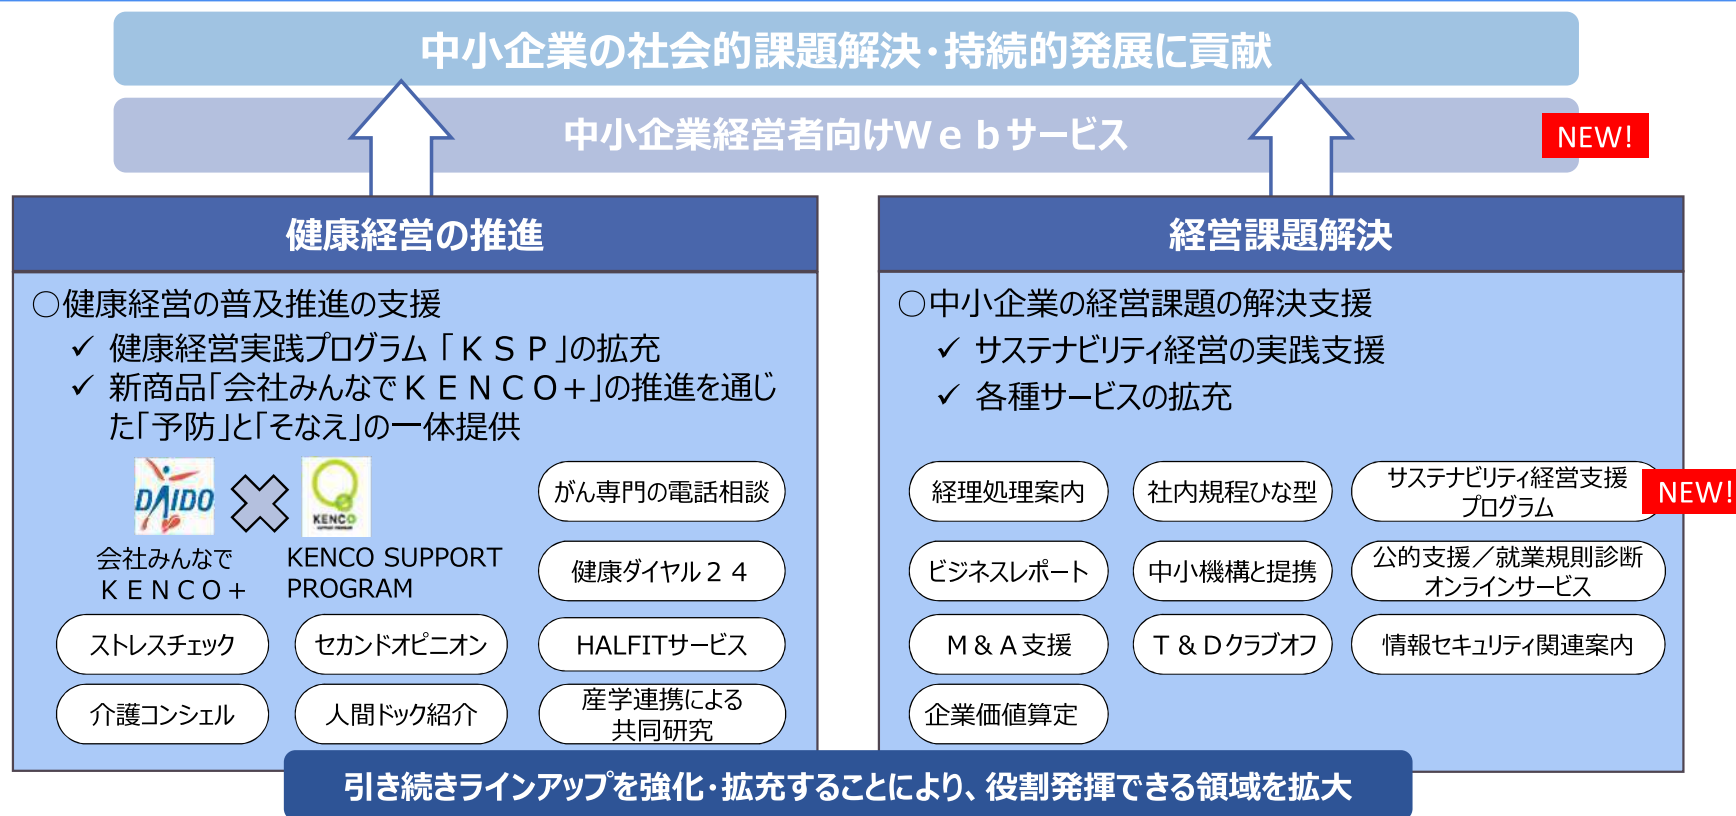 中小企業の社会的課題解決・持続的発展に貢献
中小企業経営者向けＷｅｂサービス
NEW!
健康経営の推進
○健康経営の普及推進の支援
✓ 健康経営実践プログラム「ＫＳＰ」の拡充
✓ 新商品「会社みんなでＫＥＮＣＯ＋」の推進を通じ
た「予防」と「そなえ」の一体提供
DAIDO
KENCO
SUPPORT PROGRAM
会社みんなで
ＫＥＮＣＯ＋
KENCO SUPPORT
PROGRAM
がん専門の電話相談
健康ダイヤル２４
ストレスチェック
セカンドオピニオン
HALFITサービス
介護コンシェル
人間ドック紹介
産学連携による
共同研究
経営課題解決
○中小企業の経営課題の解決支援
✓ サステナビリティ経営の実践支援
✓ 各種サービスの拡充
経理処理案内
社内規程ひな型
サステナビリティ経営支援
プログラム
NEW!
ビジネスレポート
中小機構と提携
公的支援／就業規則診断
オンラインサービス
Ｍ＆Ａ支援
Ｔ＆Ｄクラブオフ
情報セキュリティ関連案内
企業価値算定
引き続きラインアップを強化・拡充することにより、役割発揮できる領域を拡大